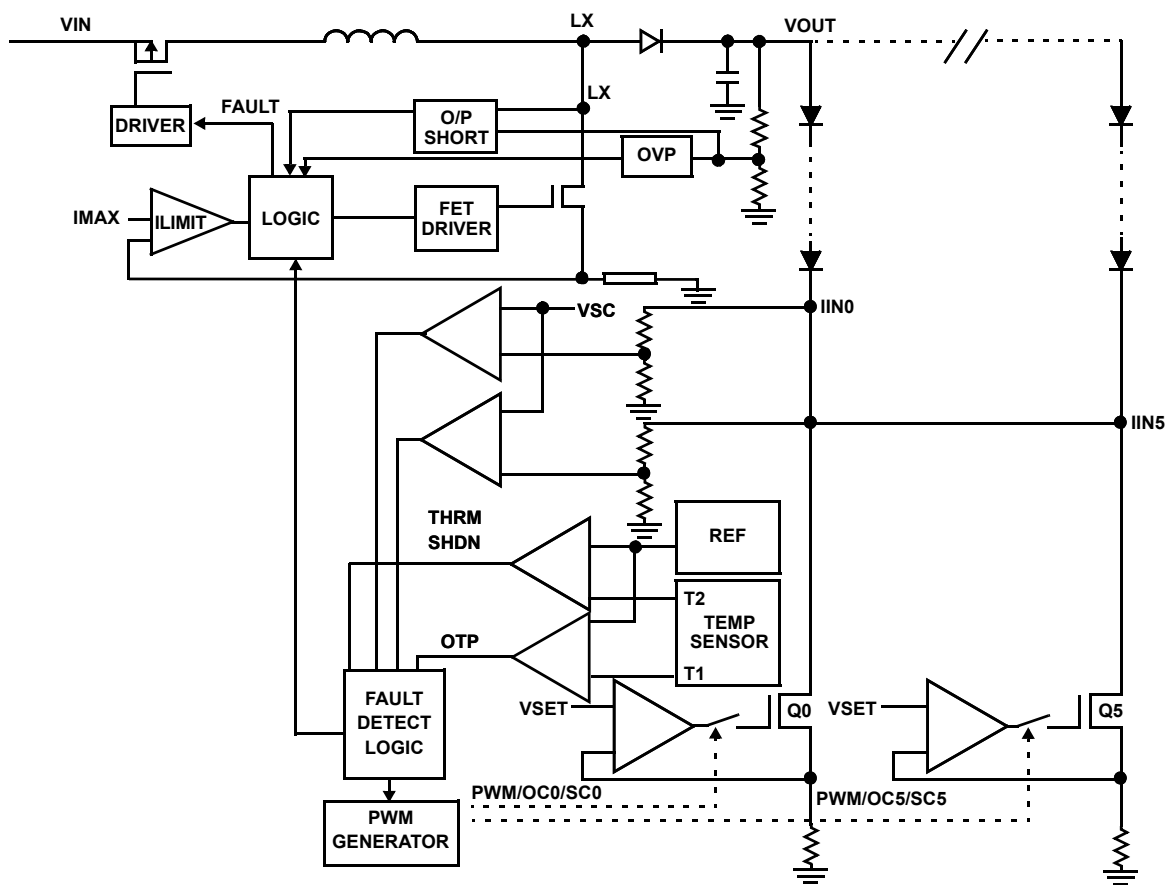 VIN
LX
VOUT
LX
FAULT
DRIVER
O/P
SHORT
OVP
IMAX
ILIMIT
LOGIC
FET
DRIVER
VSC
IIN0
IIN5
THRM
SHDN
REF
T2
TEMP
SENSOR
T1
OTP
FAULT
DETECT
LOGIC
VSET
Q0
VSET
Q5
PWM/OC0/SC0
PWM/OC5/SC5
PWM
GENERATOR